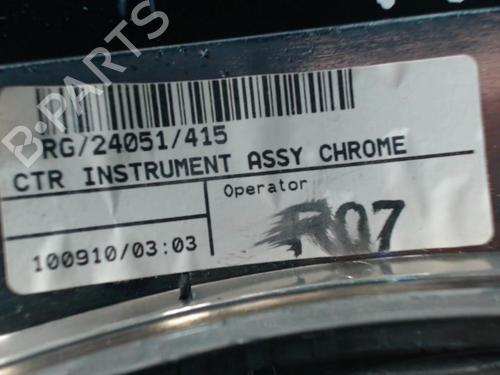 RG/24051/415
CTR INSTRUMENT ASSY CHROME
Operator
R07
100910/03:03
B-PARTS